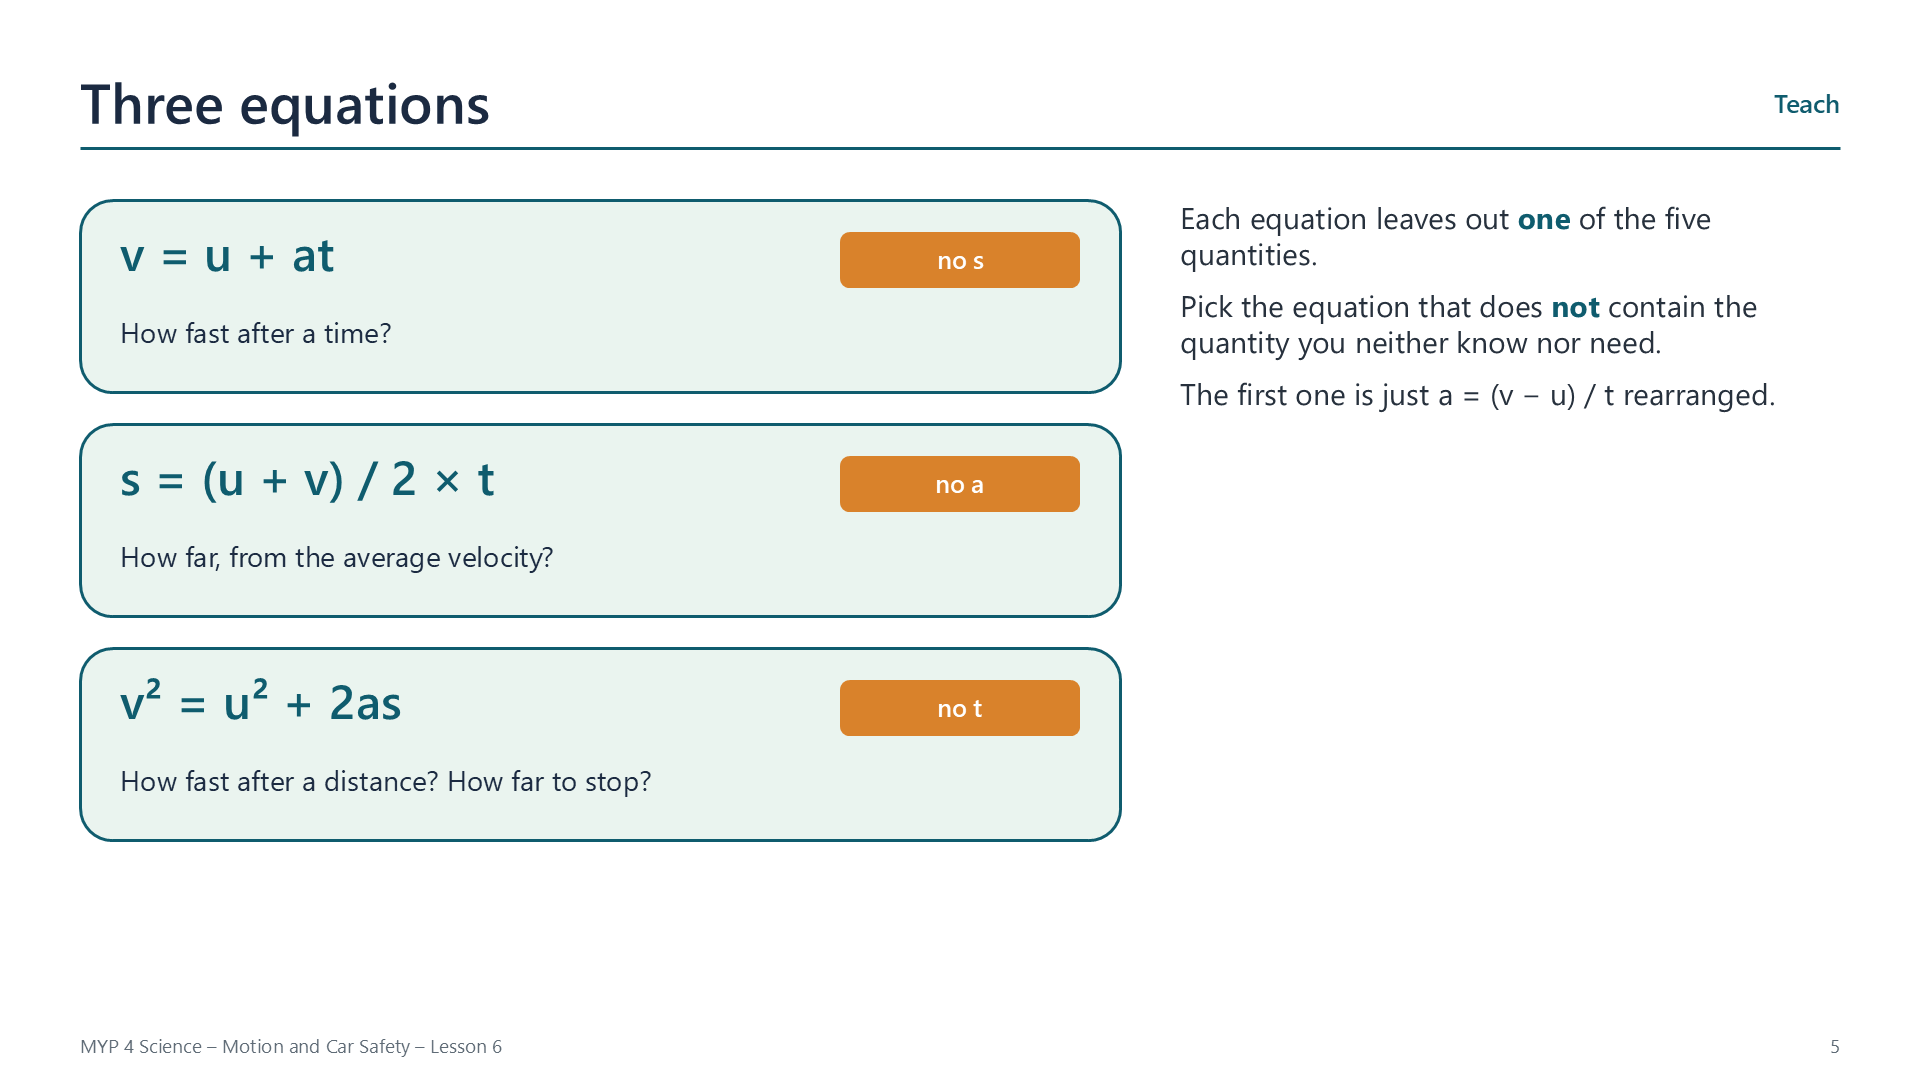 Three equations
Teach
v = u + at
no s
How fast after a time?
s = (u + v) / 2 × t
no a
How far, from the average velocity?
v² = u² + 2as
no t
How fast after a distance? How far to stop?
Each equation leaves out one of the five
quantities.
Pick the equation that does not contain the
quantity you neither know nor need.
The first one is just a = (v − u) / t rearranged.
MYP 4 Science – Motion and Car Safety – Lesson 6
5